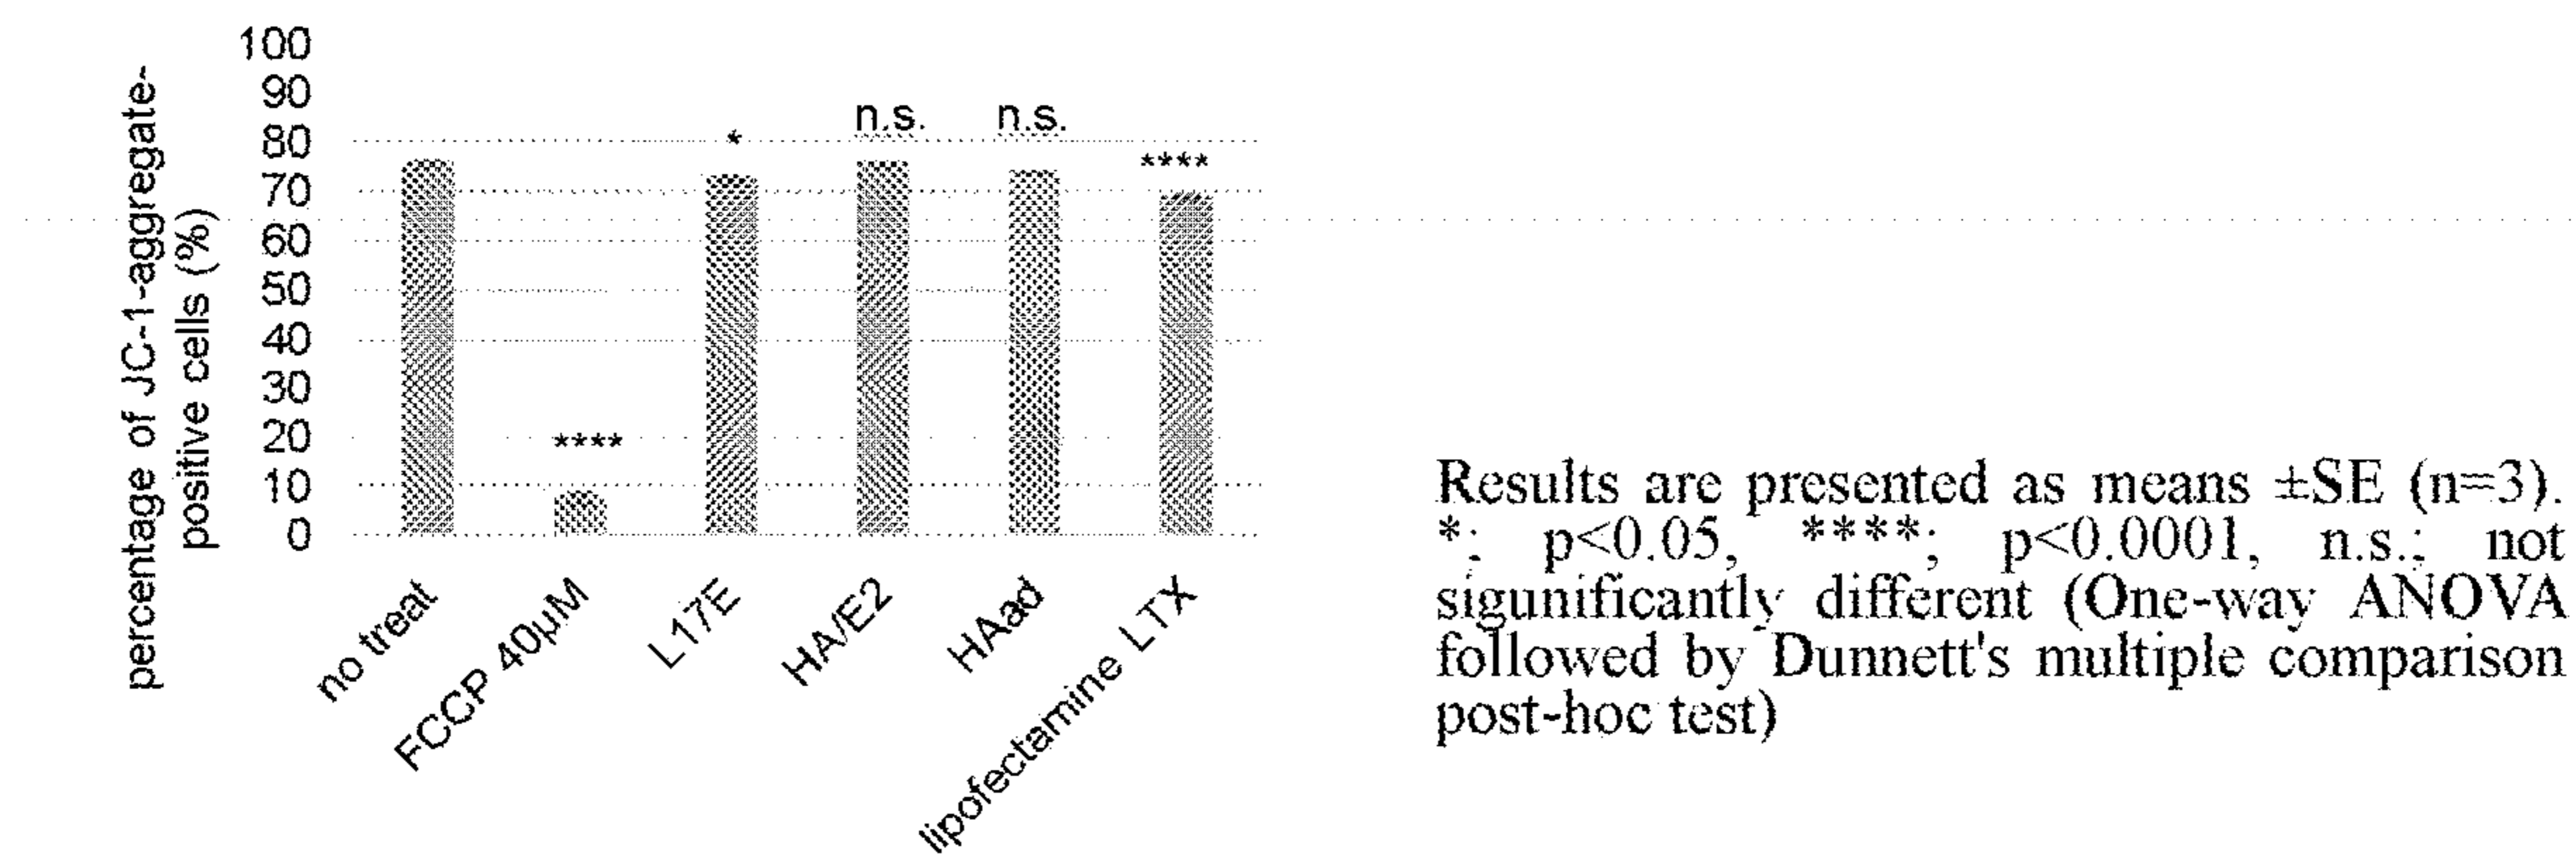 percentage of JC-1-aggregate-
positive cells (%)
100
90
80
70
60
50
40
30
20
10
0
****
*
n.s.
n.s.
****
no treat
FCCP 40µM
L17E
HA/E2
HAad
lipofectamine LTX
Results are presented as means ±SE (n=3).
*; p<0.05, ****; p<0.0001, n.s.; not
sigunificantly different (One-way ANOVA
followed by Dunnett's multiple comparison
post-hoc test)